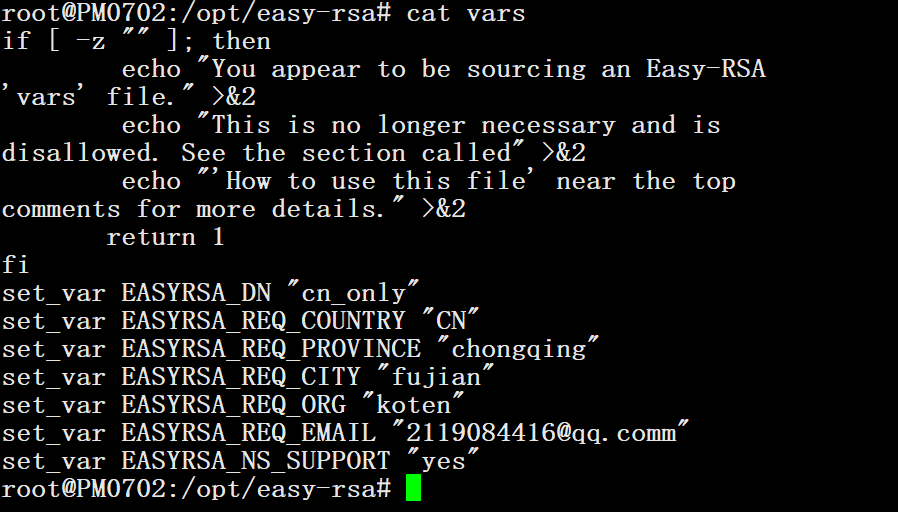 root@PM0702:/opt/easy-rsa# cat vars
if [ -z "" ]; then
        echo "You appear to be sourcing an Easy-RSA
'vars' file." >&2
        echo "This is no longer necessary and is
disallowed. See the section called" >&2
        echo "'How to use this file' near the top
comments for more details." >&2
       return 1
fi
set_var EASYRSA_DN "cn_only"
set_var EASYRSA_REQ_COUNTRY "CN"
set_var EASYRSA_REQ_PROVINCE "chongqing"
set_var EASYRSA_REQ_CITY "fujian"
set_var EASYRSA_REQ_ORG "koten"
set_var EASYRSA_REQ_EMAIL "2119084416@qq.comm"
set_var EASYRSA_NS_SUPPORT "yes"
root@PM0702:/opt/easy-rsa#